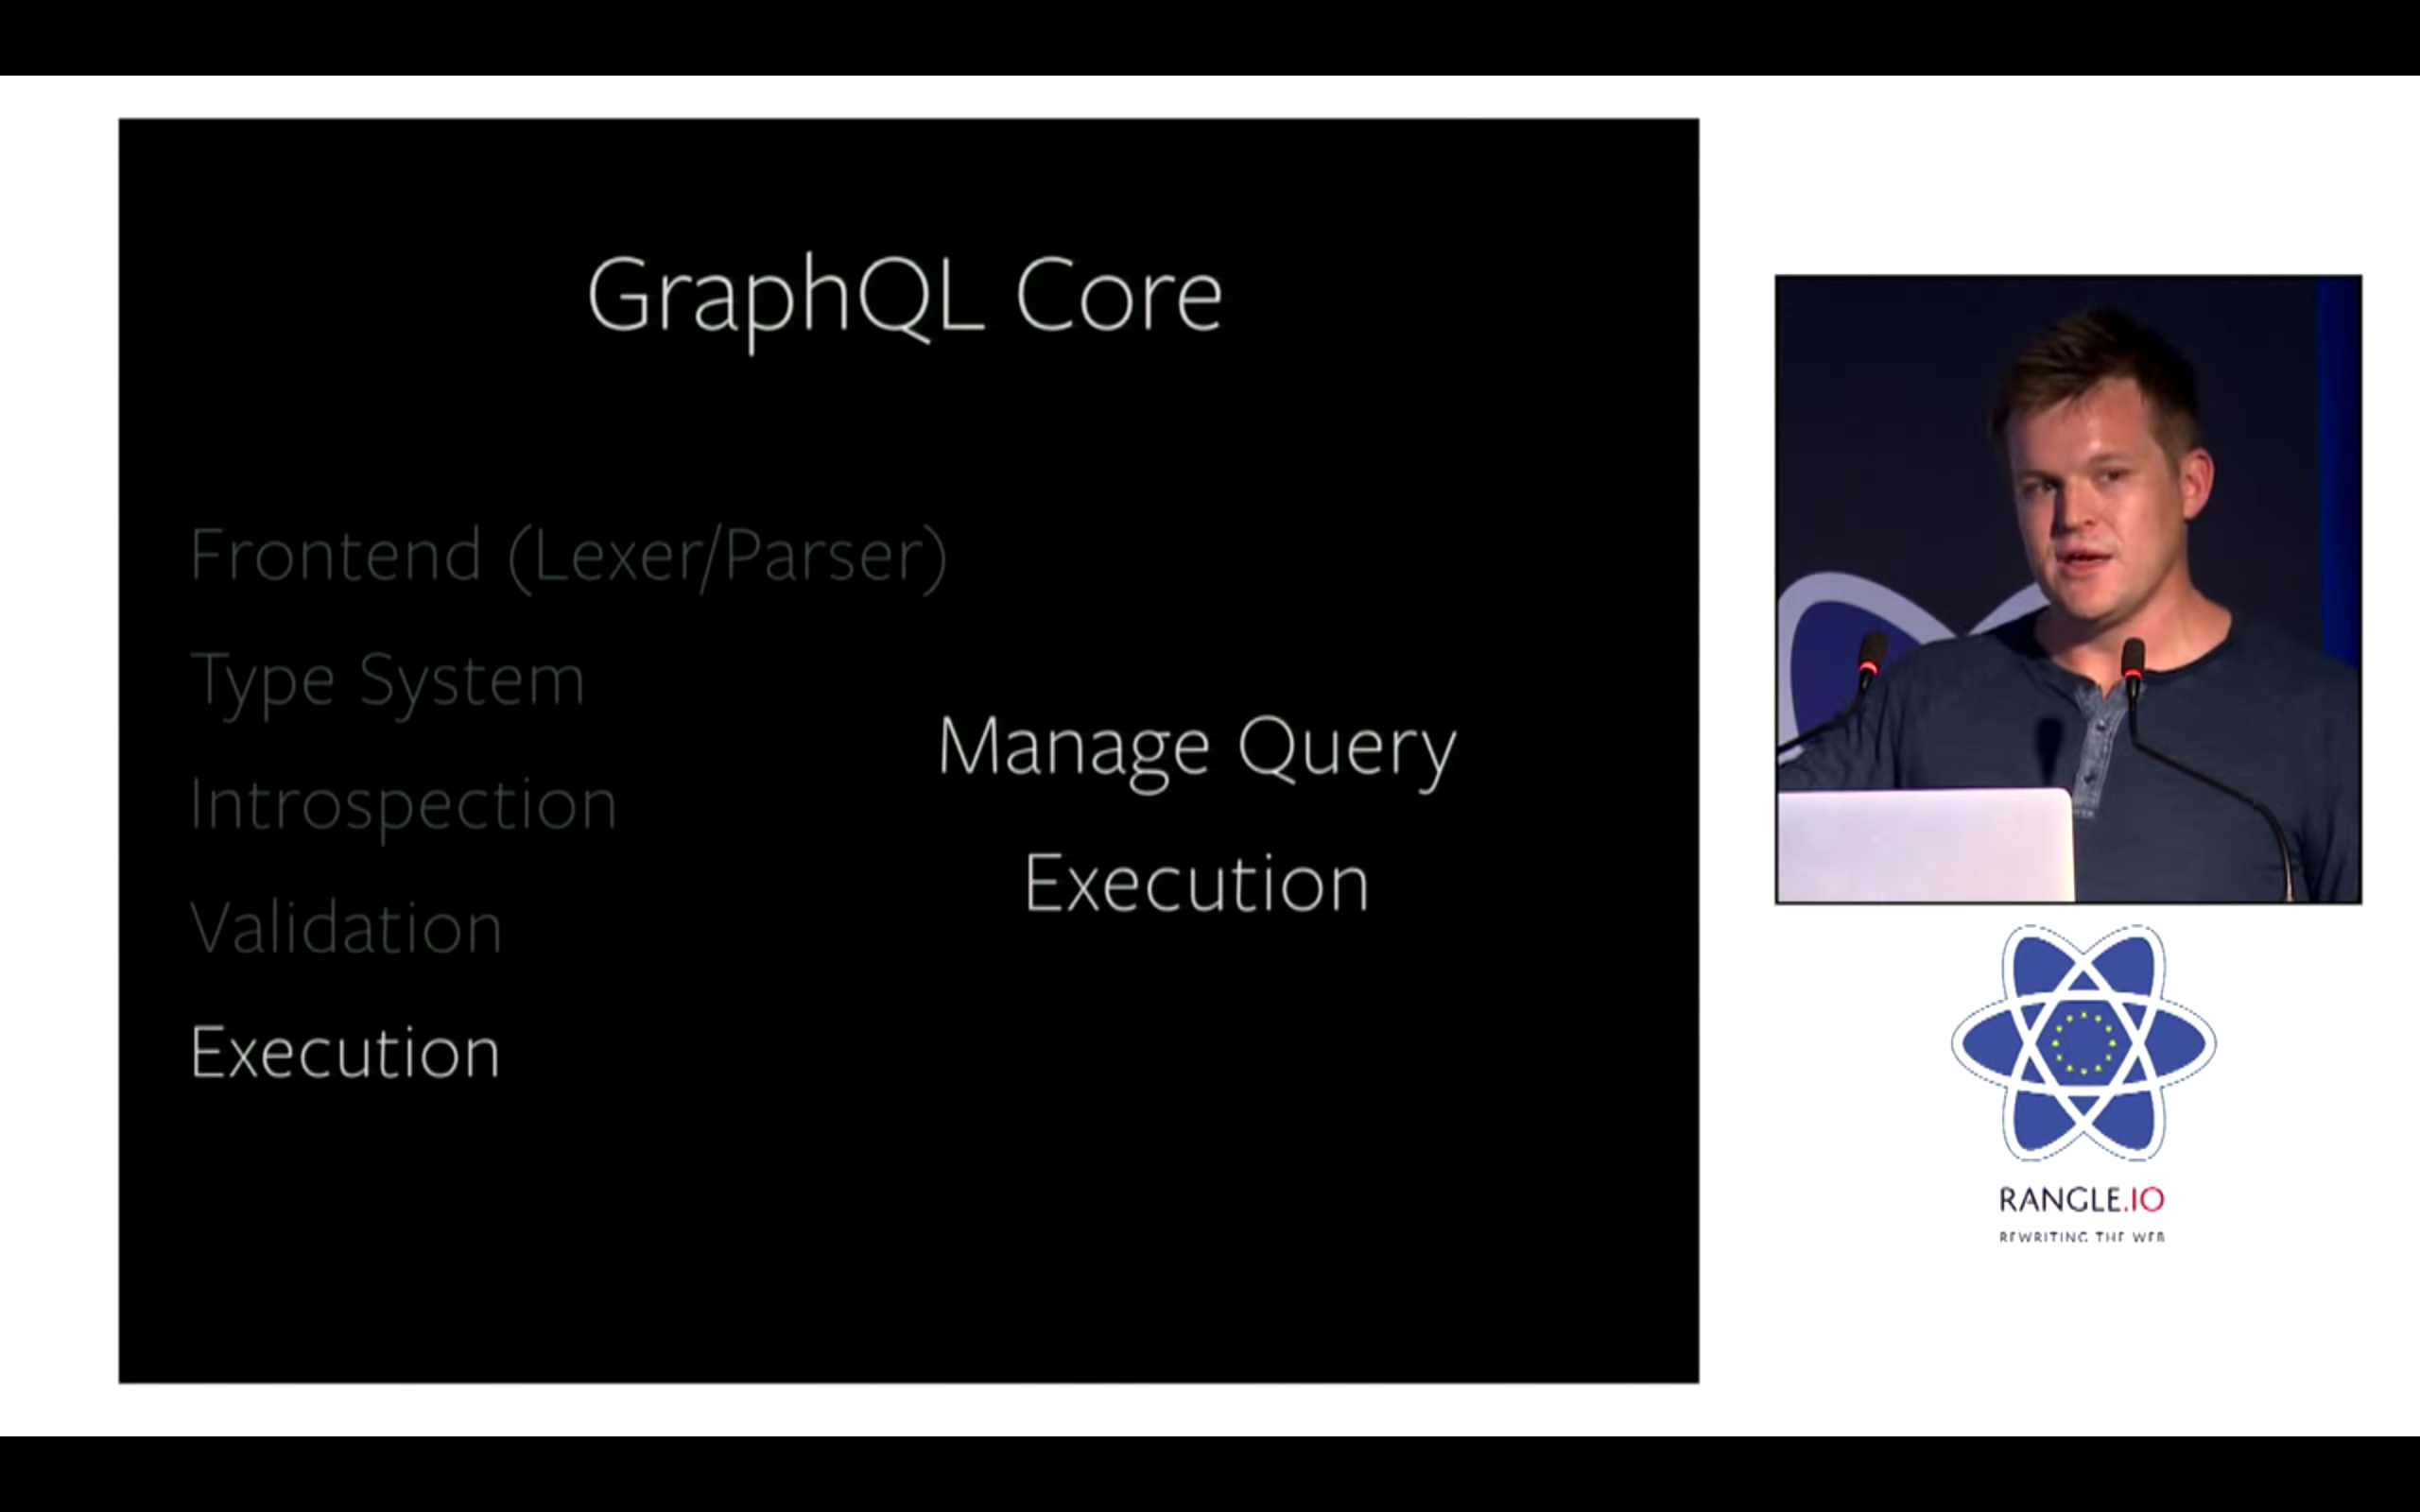 GraphQL Core
Frontend (Lexer/Parser)
Type System
Introspection
Validation
Execution
Manage Query
Execution
RANGLE.IO
REWRITING THE WEB